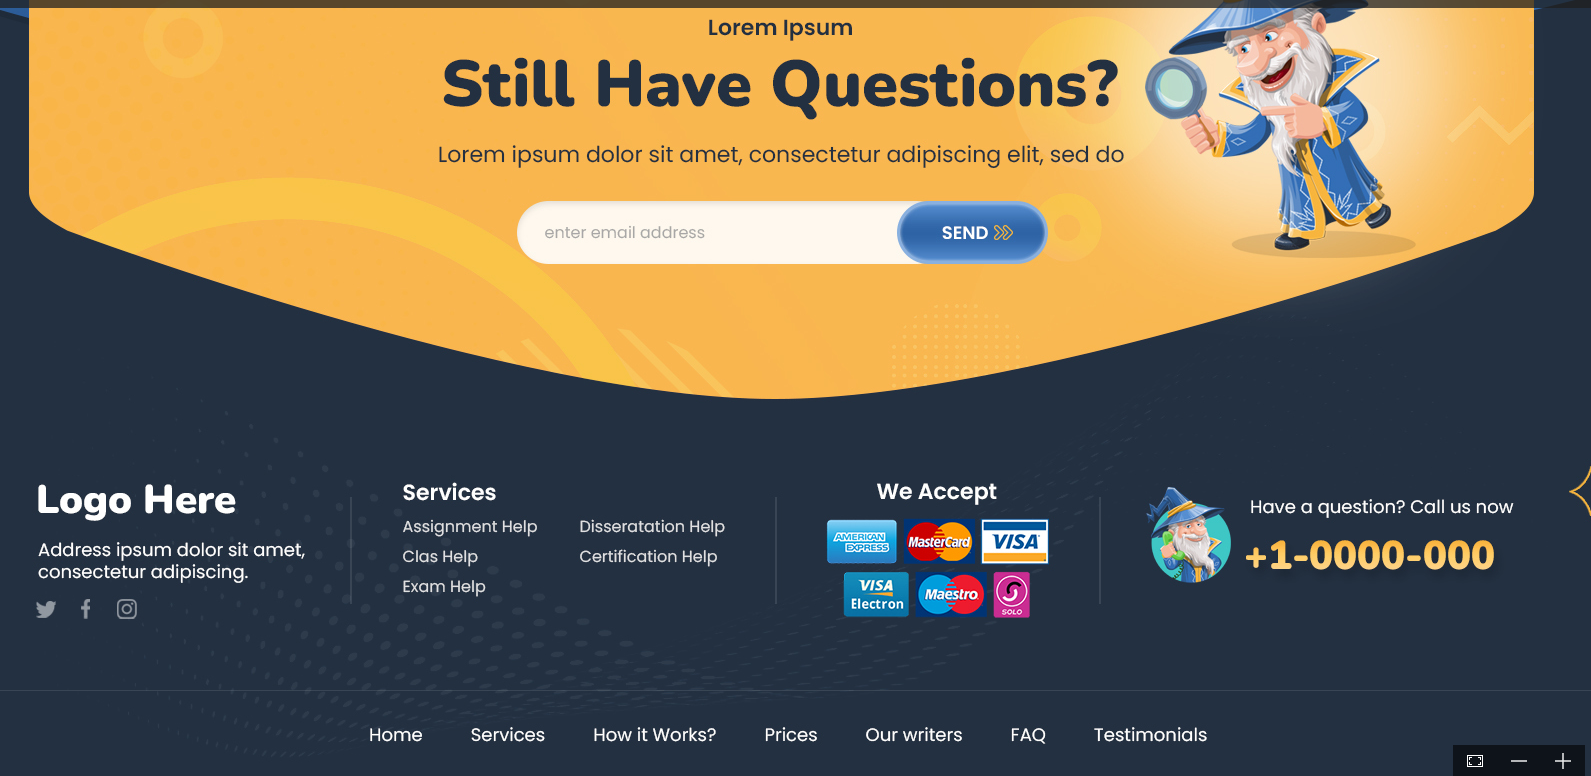 Lorem Ipsum
Still Have Questions?
Lorem ipsum dolor sit amet, consectetur adipiscing elit, sed do
enter email address
SEND
Logo Here
Address ipsum dolor sit amet,
consectetur adipiscing.
Services
Assignment Help
Clas Help
Exam Help
Disseratation Help
Certification Help
We Accept
AMERICAN
EXPRESS
MasterCard
VISA
VISA
Electron
Maestro
SOLO
Have a question? Call us now
+1-0000-000
Home
Services
How it Works?
Prices
Our writers
FAQ
Testimonials